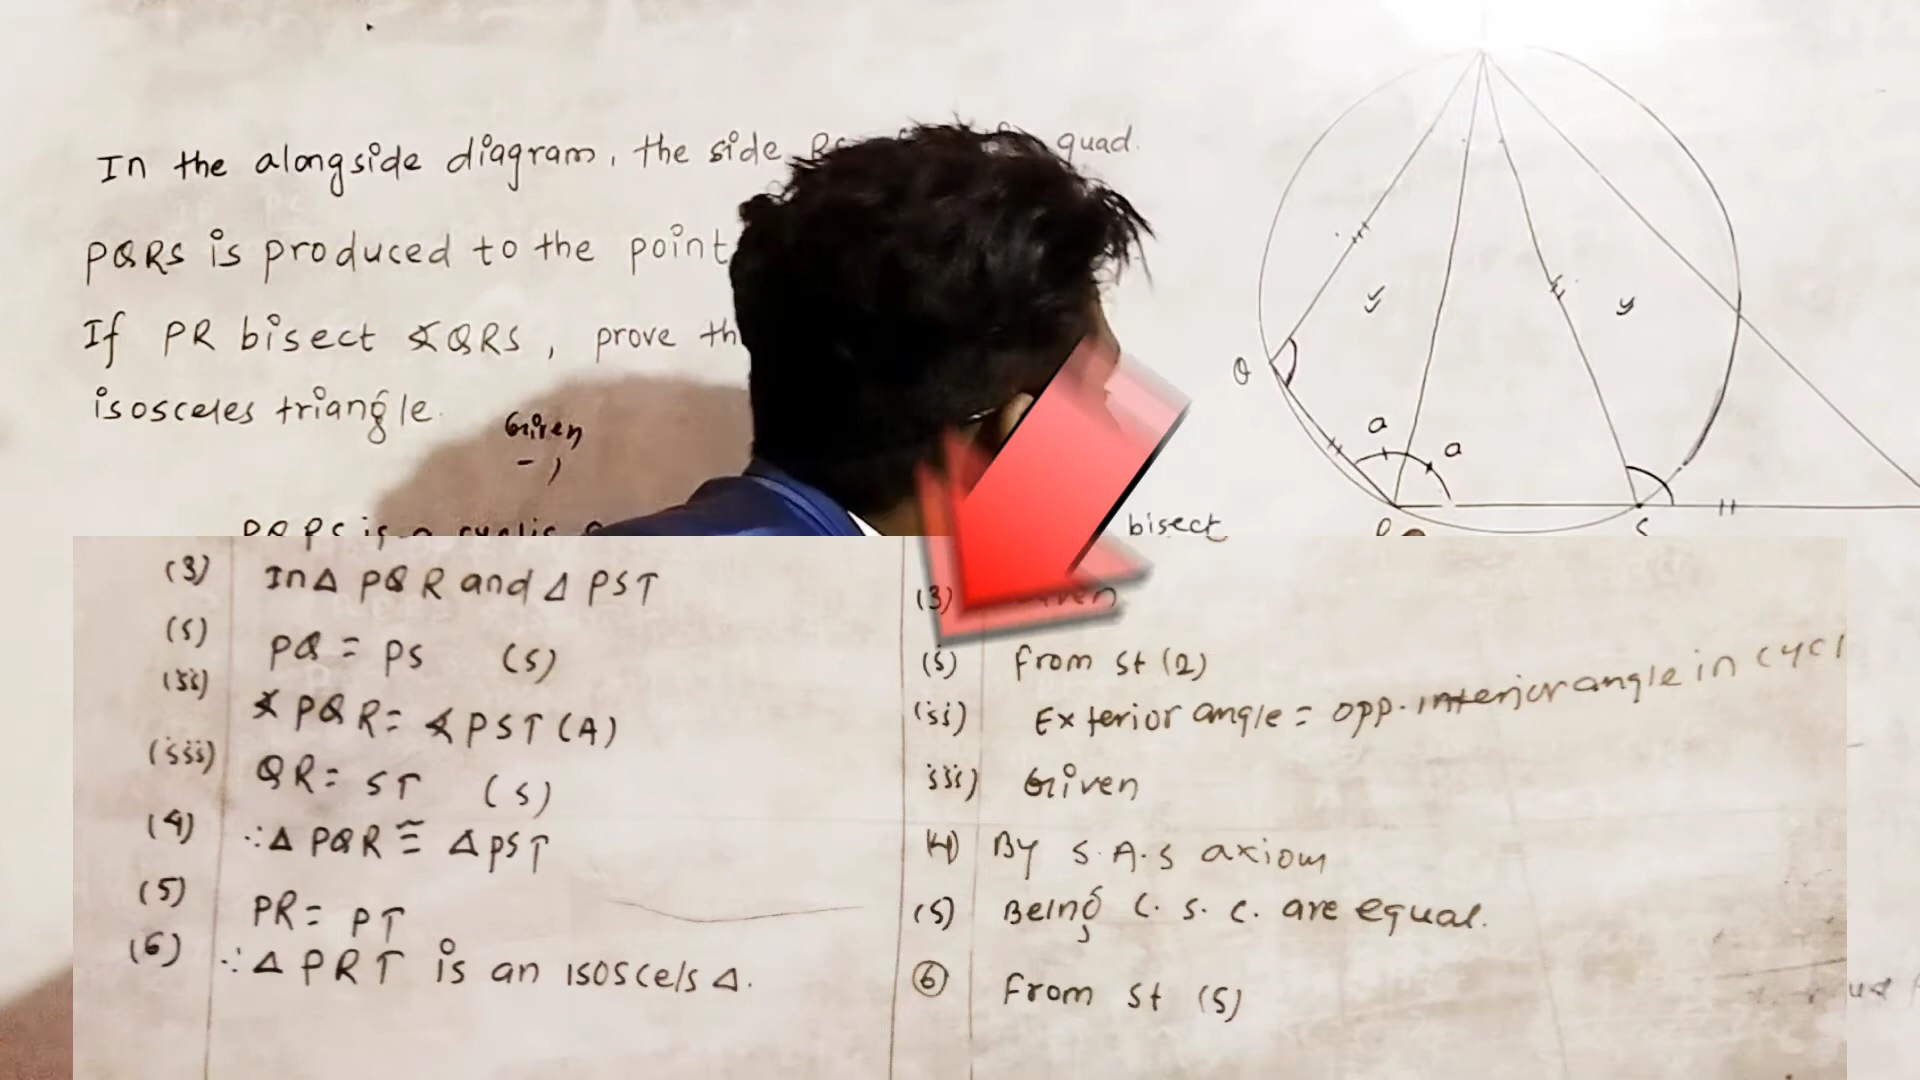 In the alongside diagram, the side quad.
PQRS is produced to the point
If PR bisect ∢QRS, prove
isosceles triangle.
Given
bisect
Q
a
a
(3) In Δ PQR and Δ PST
(3)
(i) PQ = PS (S)
(i) From st (2)
(ii) ∢ PQR = ∢ PST (A)
(ii) Exterior angle = opp. interior angle in
(iii) QR = ST (S)
iii) Given
(4) ∴ Δ PQR ≅ Δ PST
(4) By S.A.S axiom
(5) PR = PT
(5) Being C. S. C. are equal.
(6) ∴ Δ PRT is an isoscels Δ.
6 From st (5)